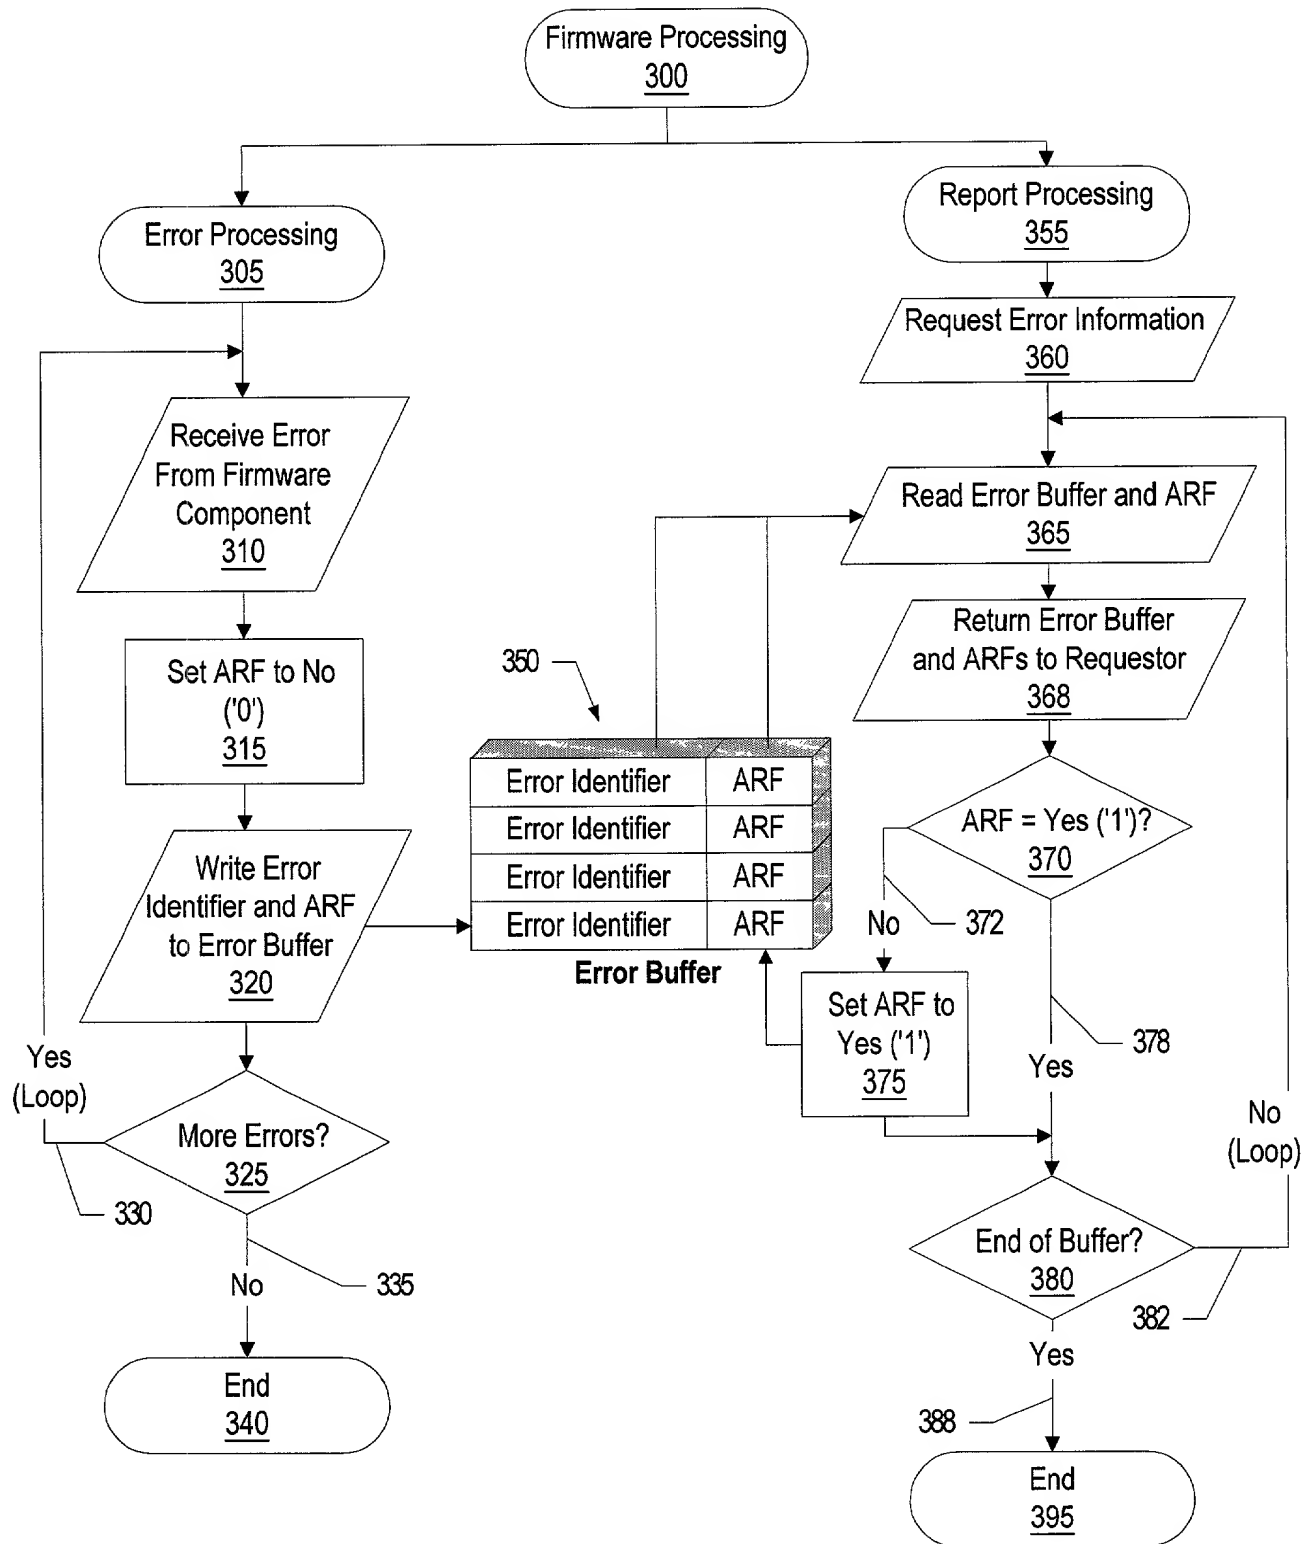 Firmware Processing
300
Error Processing
305
Receive Error
From Firmware
Component
310
Set ARF to No
('0')
315
Write Error
Identifier and ARF
to Error Buffer
320
Yes
(Loop)
More Errors?
325
330
335
No
End
340
350
Error Identifier ARF
Error Identifier ARF
Error Identifier ARF
Error Identifier ARF
Error Buffer
Report Processing
355
Request Error Information
360
Read Error Buffer and ARF
365
Return Error Buffer
and ARFs to Requestor
368
ARF = Yes ('1')?
370
372
No
Set ARF to
Yes ('1')
375
378
Yes
No
(Loop)
End of Buffer?
380
382
Yes
388
End
395